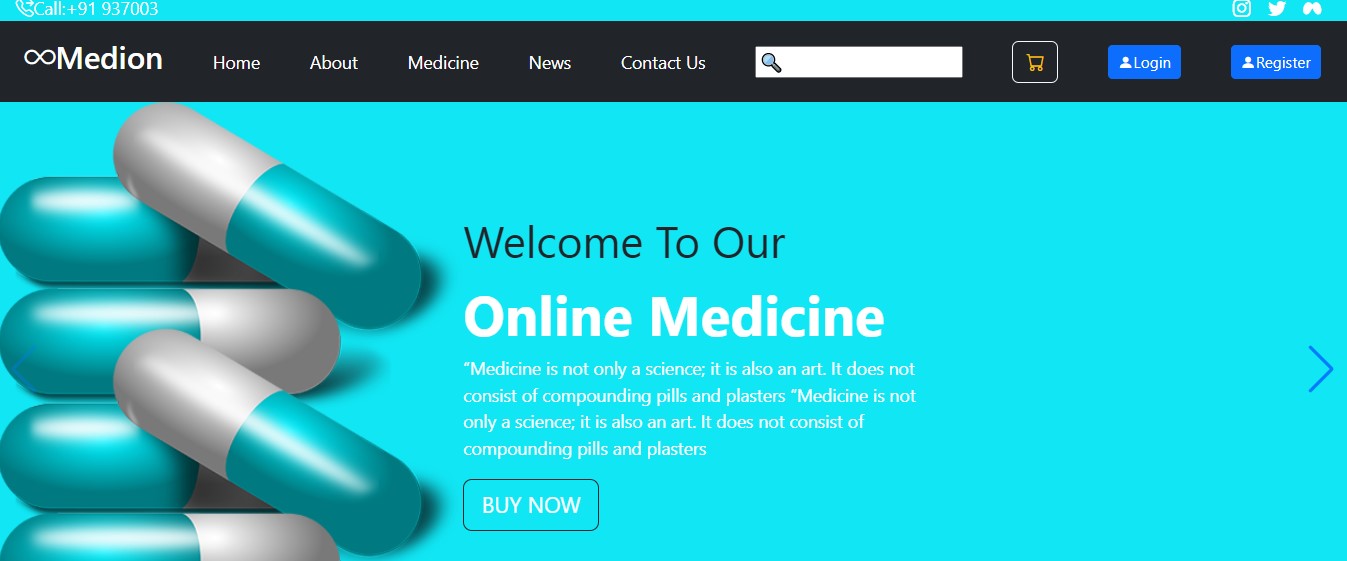 Call:+91 937003
Medion
Home
About
Medicine
News
Contact Us
Login
Register
Welcome To Our
Online Medicine
“Medicine is not only a science; it is also an art. It does not
consist of compounding pills and plasters “Medicine is not
only a science; it is also an art. It does not consist of
compounding pills and plasters
BUY NOW